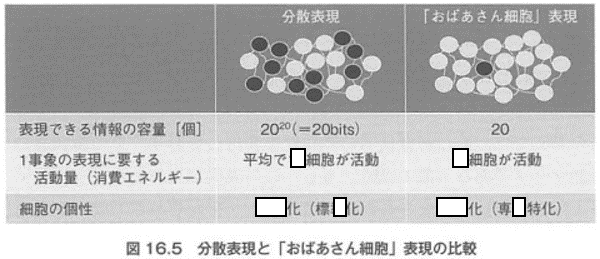 分散表現 「おばあさん細胞」表現
表現できる情報の容量[個] 20²⁰(=20bits) 20
1事象の表現に要する 平均で 細胞が活動 細胞が活動
活動量(消費エネルギー)
細胞の個性 化(標 化) 化(専 特化)
図 16.5 分散表現と「おばあさん細胞」表現の比較